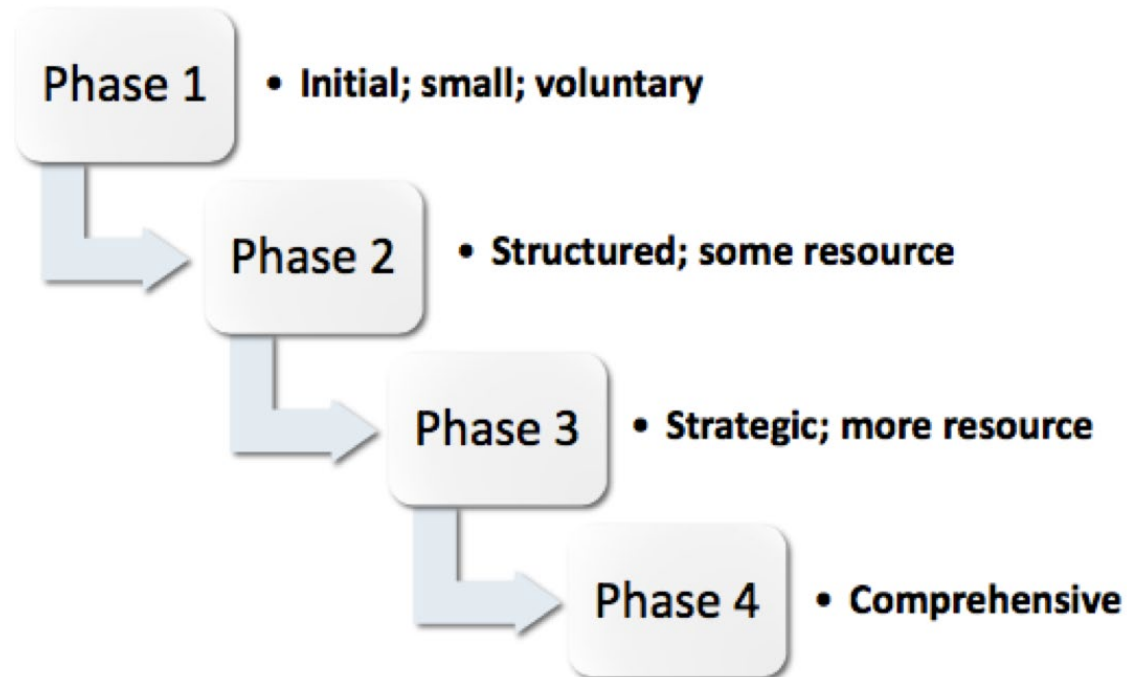 Phase 1
• Initial; small; voluntary
Phase 2
• Structured; some resource
Phase 3
• Strategic; more resource
Phase 4
• Comprehensive